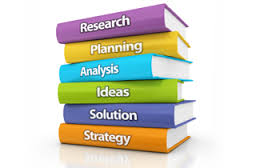 Research
Planning
Analysis
Ideas
Solution
Strategy